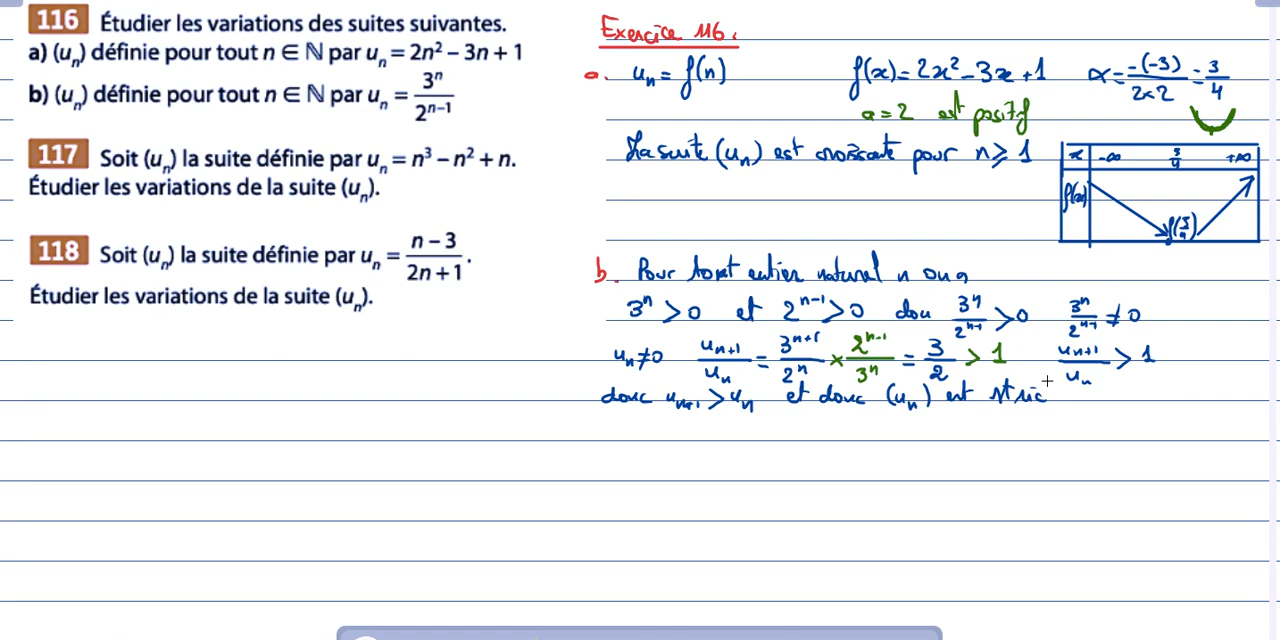 116 Étudier les variations des suites suivantes.
a) (uₙ) définie pour tout n ∈ ℕ par uₙ = 2n² – 3n + 1
b) (uₙ) définie pour tout n ∈ ℕ par uₙ = 3ⁿ / 2ⁿ⁻¹
117 Soit (uₙ) la suite définie par uₙ = n³ – n² + n.
Étudier les variations de la suite (uₙ).
118 Soit (uₙ) la suite définie par uₙ = (n – 3) / (2n + 1).
Étudier les variations de la suite (uₙ).
Exercice 116.
a. uₙ = f(n) f(x) = 2x² – 3x + 1 α = –(–3) / 2×2 = 3/4
a = 2 est positif
La suite (uₙ) est croissante pour n ⩾ 1
x –∞ 3/4 +∞
f(x) f(3/4)
b. Pour tout entier naturel n on a
3ⁿ > 0 et 2ⁿ⁻¹ > 0 dou 3ⁿ/2ⁿ⁻¹ > 0 3ⁿ/2ⁿ⁻¹ ≠ 0
uₙ ≠ 0 uₙ₊₁/uₙ = 3ⁿ⁺¹/2ⁿ × 2ⁿ⁻¹/3ⁿ = 3/2 > 1 uₙ₊₁/uₙ > 1
donc uₙ₊₁ > uₙ et donc (uₙ) est stric